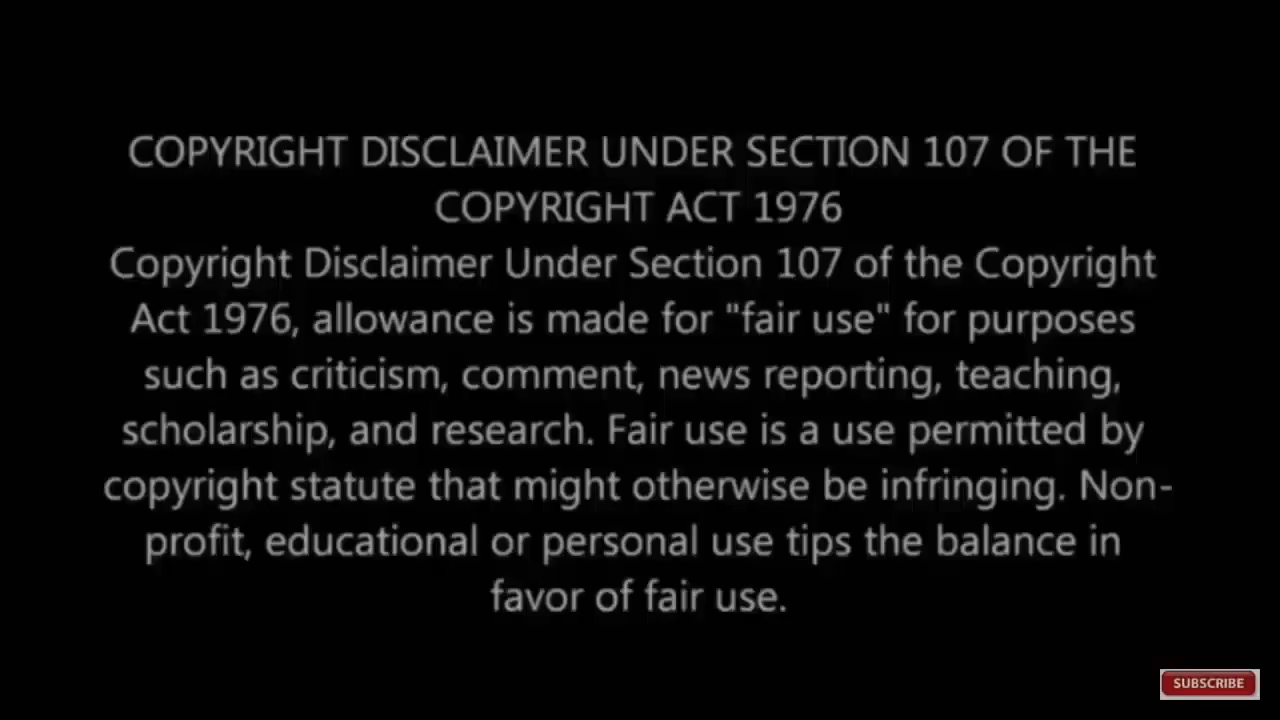 COPYRIGHT DISCLAIMER UNDER SECTION 107 OF THE
COPYRIGHT ACT 1976
Copyright Disclaimer Under Section 107 of the Copyright
Act 1976, allowance is made for "fair use" for purposes
such as criticism, comment, news reporting, teaching,
scholarship, and research. Fair use is a use permitted by
copyright statute that might otherwise be infringing. Non-
profit, educational or personal use tips the balance in
favor of fair use.
SUBSCRIBE